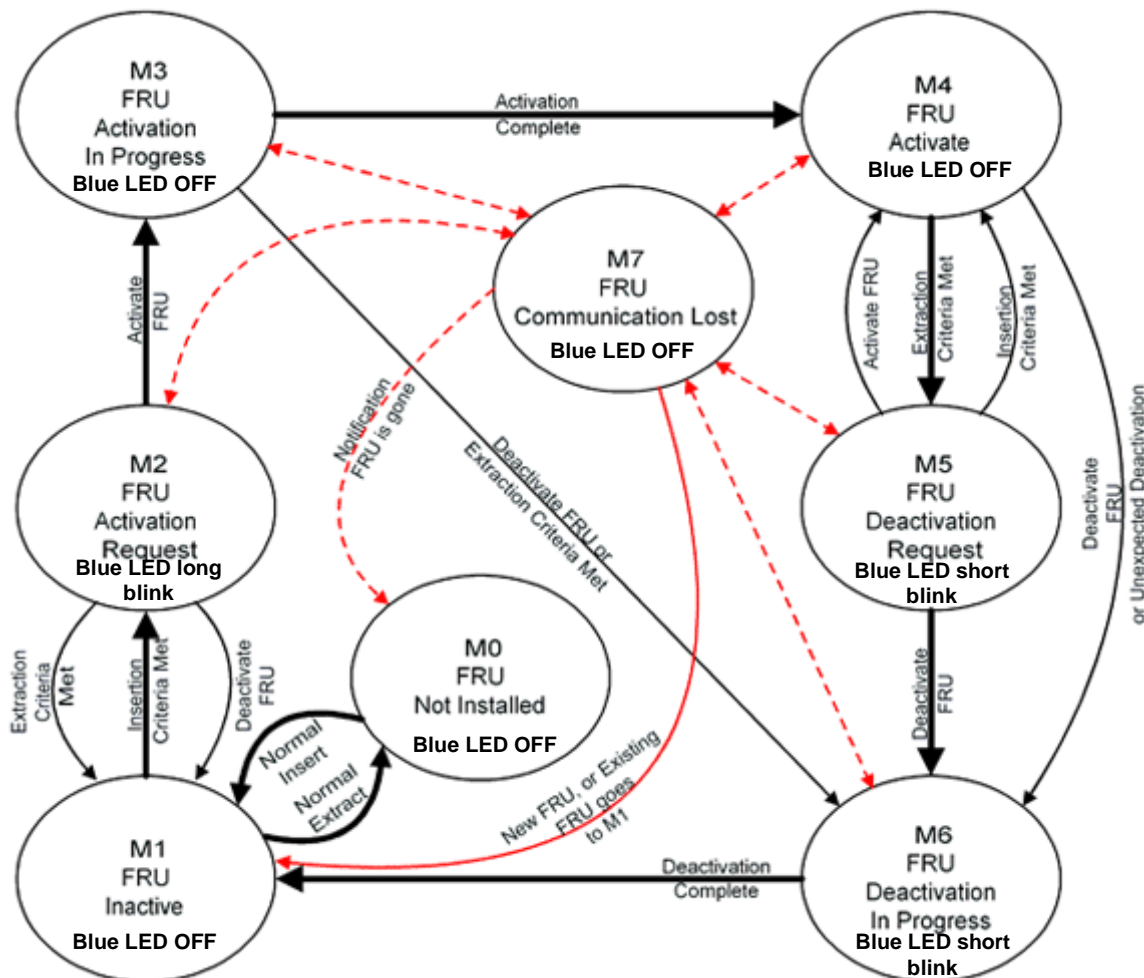 M3
FRU
Activation
In Progress
Blue LED OFF
Activation
Complete
M4
FRU
Activate
Blue LED OFF
M7
FRU
Communication Lost
Blue LED OFF
Activate
FRU
Activate FRU
Extraction
Criteria Met
Insertion
Criteria Met
Deactivate
FRU
or Unexpected Deactivation
Notification
FRU is gone
Deactivate FRU or
Extraction Criteria Met
M2
FRU
Activation
Request
Blue LED long
blink
M5
FRU
Deactivation
Request
Blue LED short
blink
M0
FRU
Not Installed
Blue LED OFF
Extraction
Criteria
Met
Insertion
Criteria Met
Deactivate
FRU
Deactivate
FRU
Normal
Insert
Normal
Extract
New FRU, or Existing
FRU goes
to M1
M1
FRU
Inactive
Blue LED OFF
Deactivation
Complete
M6
FRU
Deactivation
In Progress
Blue LED short
blink